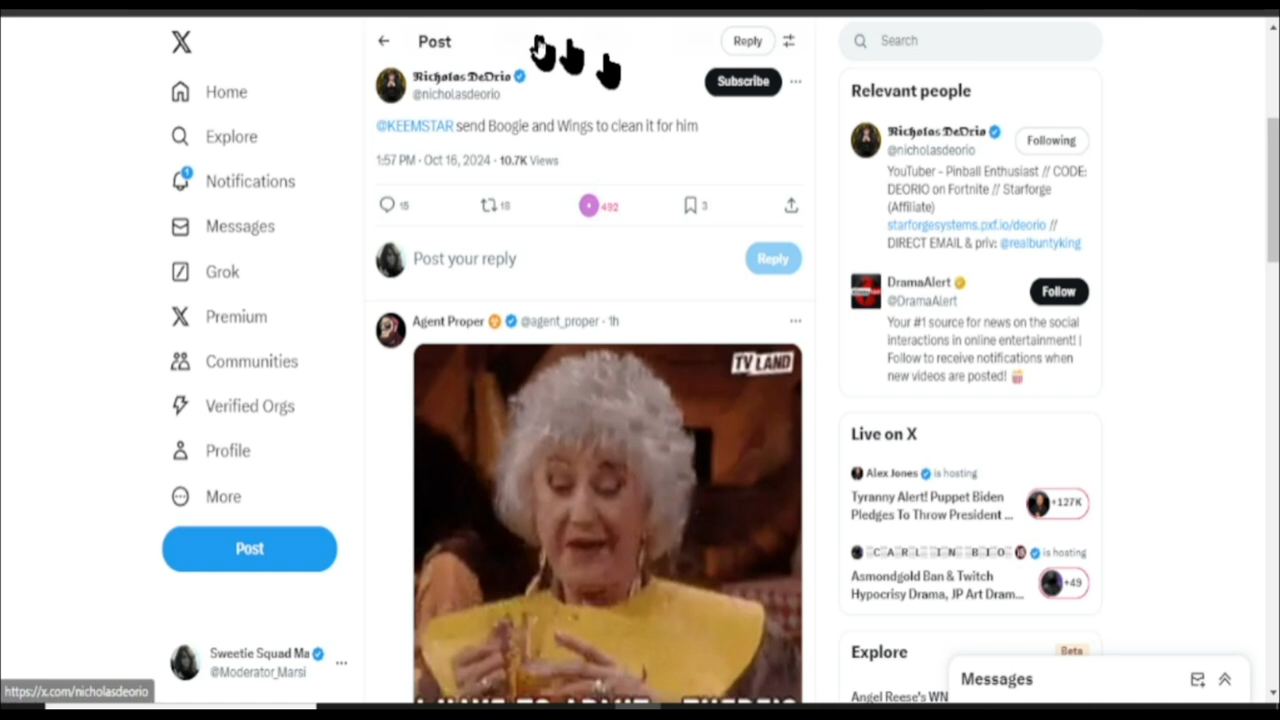 Home
Explore
Notifications
Messages
Grok
Premium
Communities
Verified Orgs
Profile
More
Post
Sweetie Squad Ma
@Moderator_Marsi
https://x.com/nicholasdeorio
Post
Reply
Nicholas DeOrio
@nicholasdeorio
Subscribe
@KEEMSTAR send Boogie and Wings to clean it for him
1:57 PM · Oct 16, 2024 · 10.7K Views
15
18
492
3
Post your reply
Reply
Agent Proper @agent_proper · 1h
TV LAND
I HAVE TO ADMIT, THERE'S
Search
Relevant people
Nicholas DeOrio
@nicholasdeorio
Following
YouTuber - Pinball Enthusiast // CODE:
DEORIO on Fortnite // Starforge
(Affiliate)
starforgesystems.pxf.io/deorio //
DIRECT EMAIL & priv: @realbuntyking
DramaAlert
@DramaAlert
Follow
Your #1 source for news on the social
interactions in online entertainment! |
Follow to receive notifications when
new videos are posted!
Live on X
Alex Jones is hosting
Tyranny Alert! Puppet Biden
Pledges To Throw President ...
+127K
C A R L I N B I O is hosting
Asmondgold Ban & Twitch
Hypocrisy Drama, JP Art Dram...
+49
Explore
Beta
Angel Reese's WN
Messages